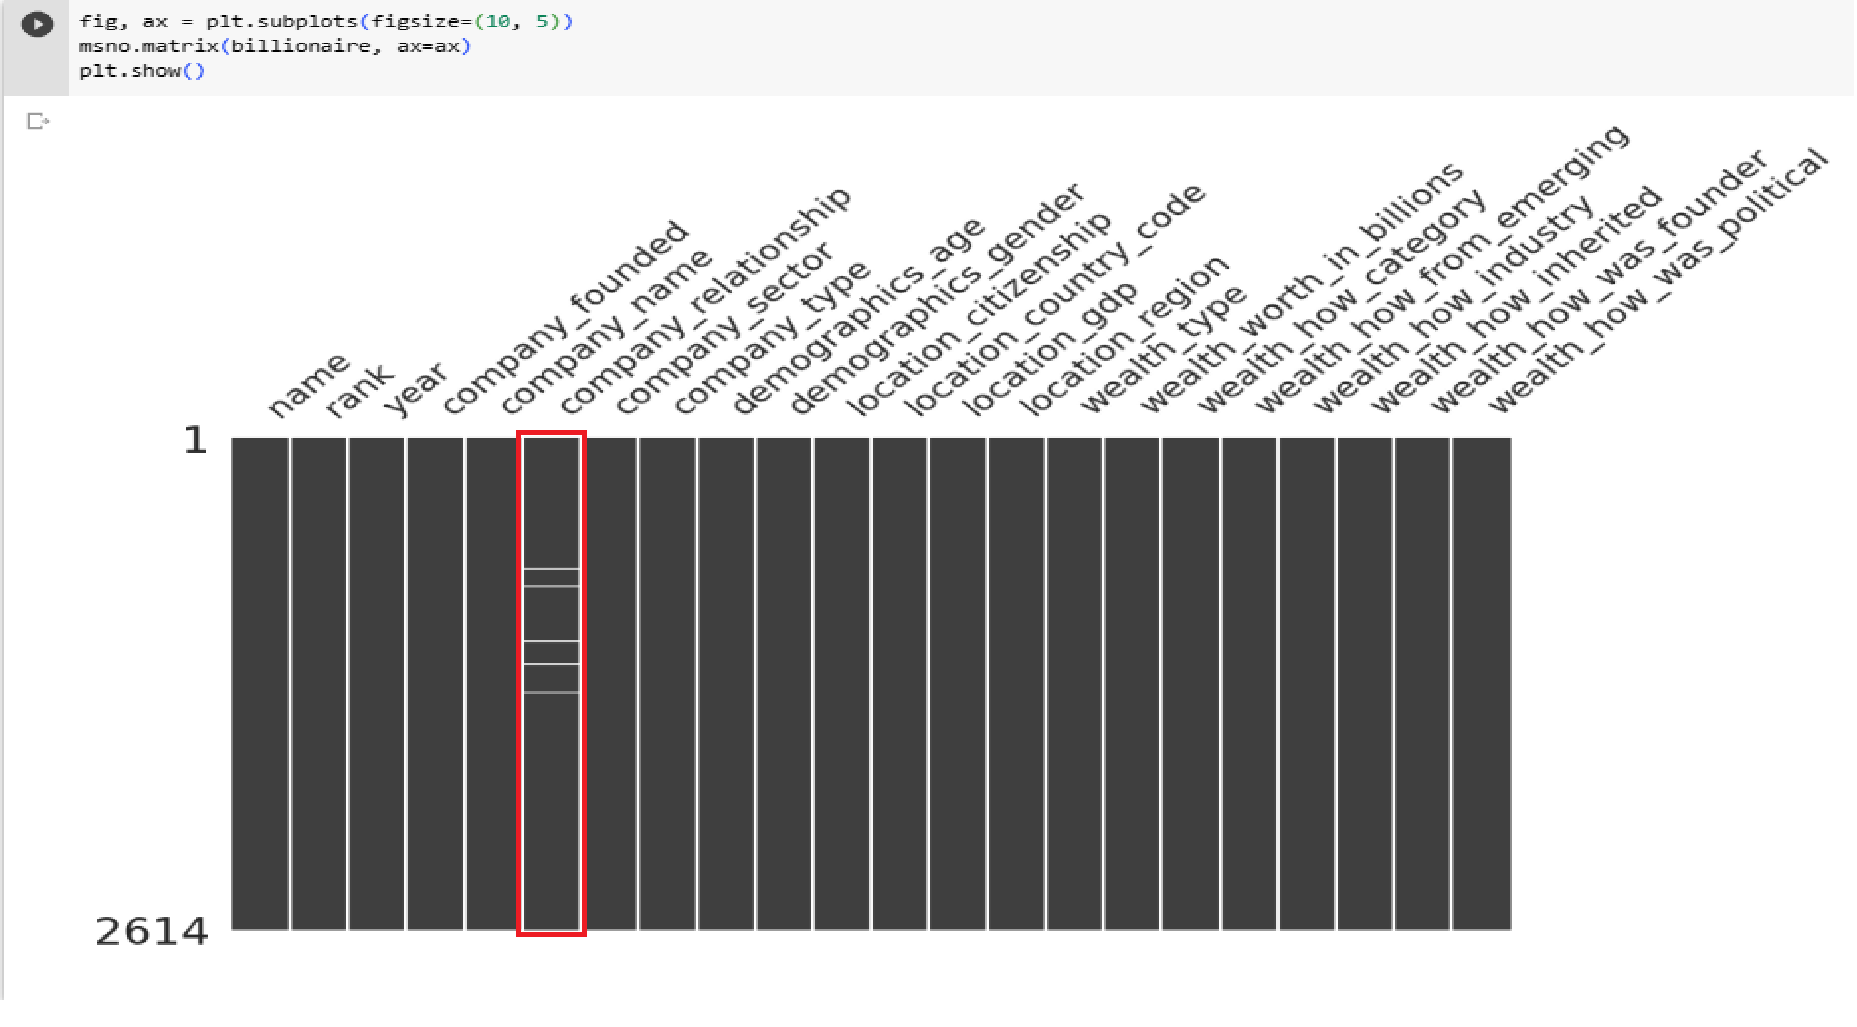 fig, ax = plt.subplots(figsize=(10, 5))
msno.matrix(billionaire, ax=ax)
plt.show()
name
rank
year
company_founded
company_name
company_relationship
company_sector
company_type
demographics_age
demographics_gender
location_citizenship
location_country_code
location_gdp
location_region
wealth_type
wealth_worth_in_billions
wealth_how_category
wealth_how_from_emerging
wealth_how_industry
wealth_how_inherited
wealth_how_was_founder
wealth_how_was_political
1
2614